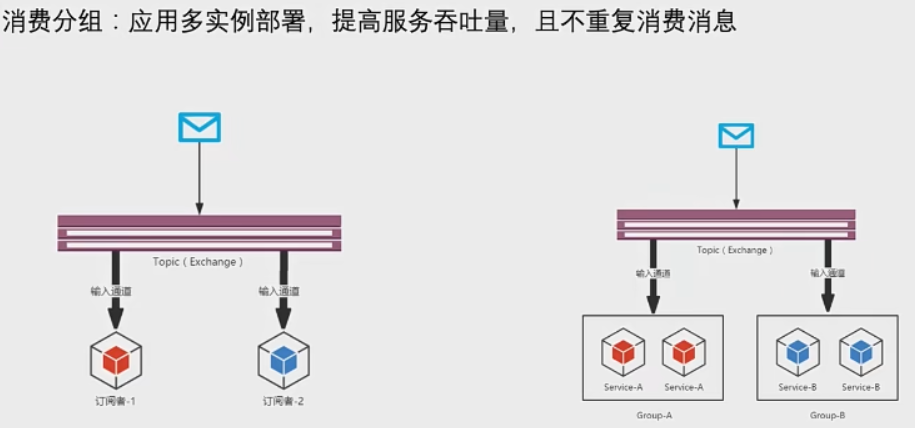 消费分组：应用多实例部署，提高服务吞吐量，且不重复消费消息
Topic（Exchange）
输入通道
输入通道
订阅者-1
订阅者-2
Topic（Exchange）
输入通道
输入通道
Service-A
Service-A
Service-B
Service-B
Group-A
Group-B